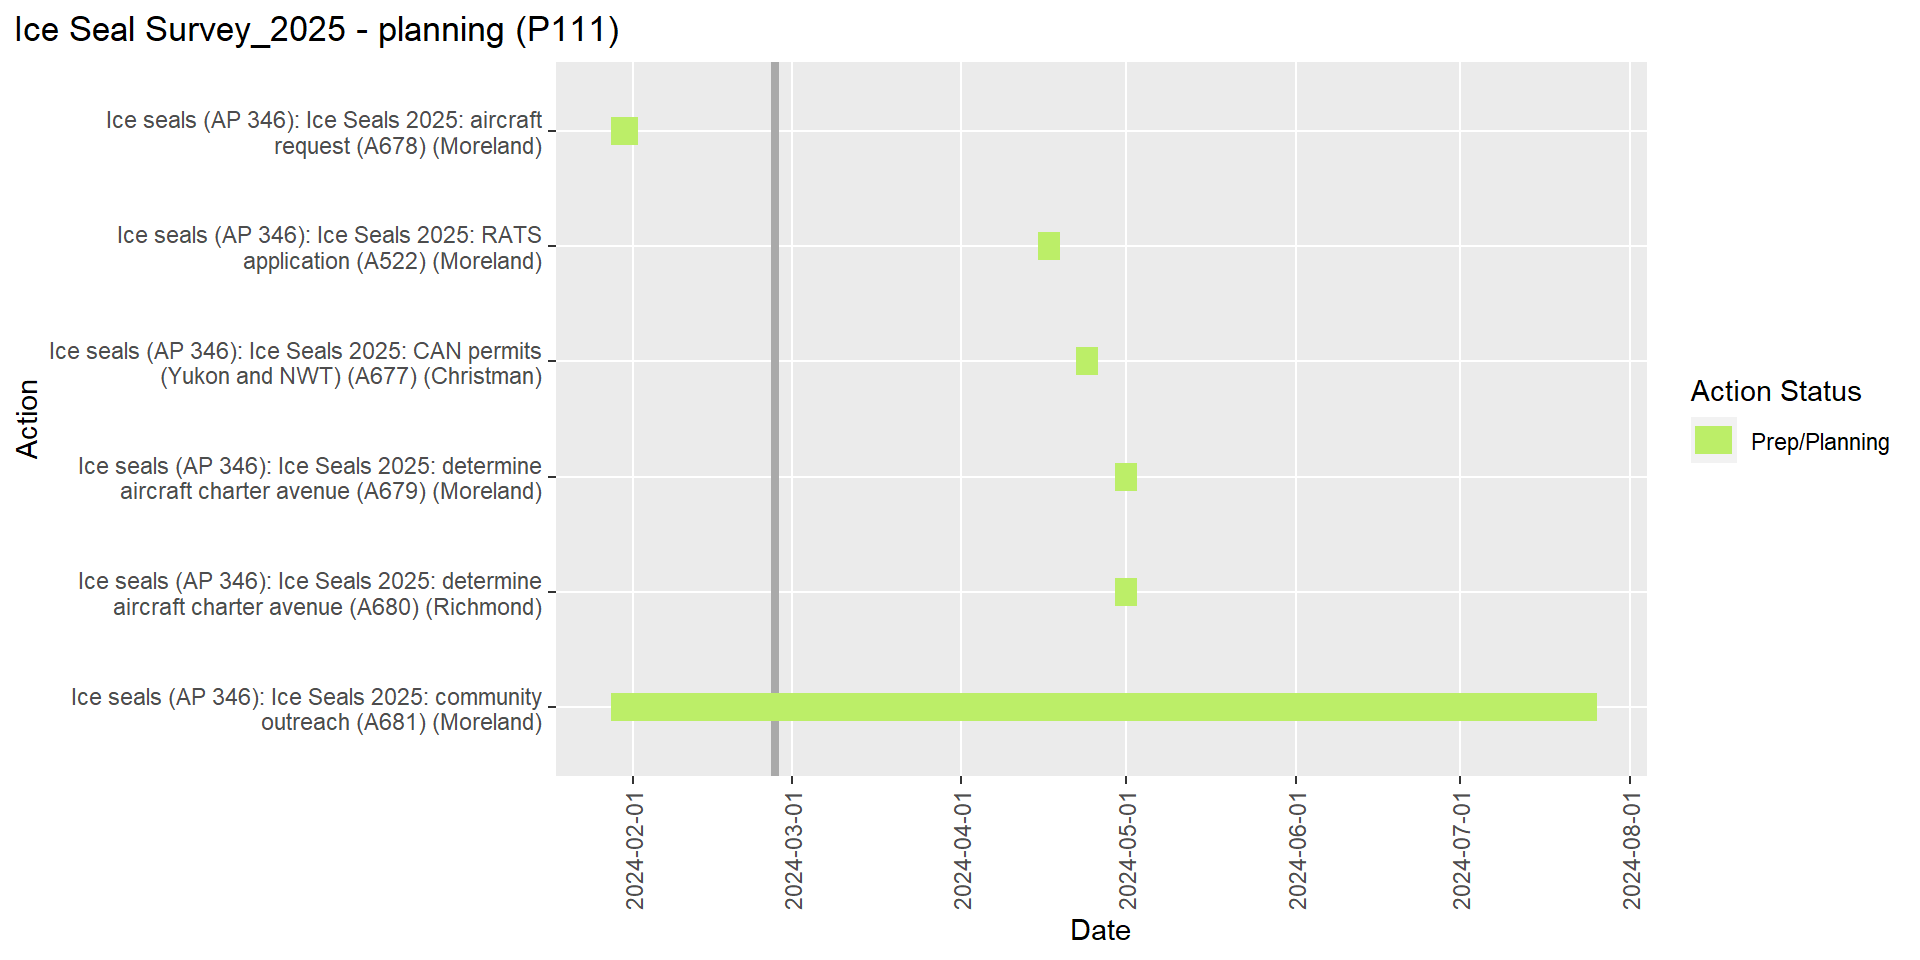 Ice Seal Survey_2025 - planning (P111)
Ice seals (AP 346): Ice Seals 2025: aircraft
request (A678) (Moreland)
Ice seals (AP 346): Ice Seals 2025: RATS
application (A522) (Moreland)
Ice seals (AP 346): Ice Seals 2025: CAN permits
(Yukon and NWT) (A677) (Christman)
Ice seals (AP 346): Ice Seals 2025: determine
aircraft charter avenue (A679) (Moreland)
Ice seals (AP 346): Ice Seals 2025: determine
aircraft charter avenue (A680) (Richmond)
Ice seals (AP 346): Ice Seals 2025: community
outreach (A681) (Moreland)
Action
2024-02-01
2024-03-01
2024-04-01
2024-05-01
2024-06-01
2024-07-01
2024-08-01
Date
Action Status
Prep/Planning